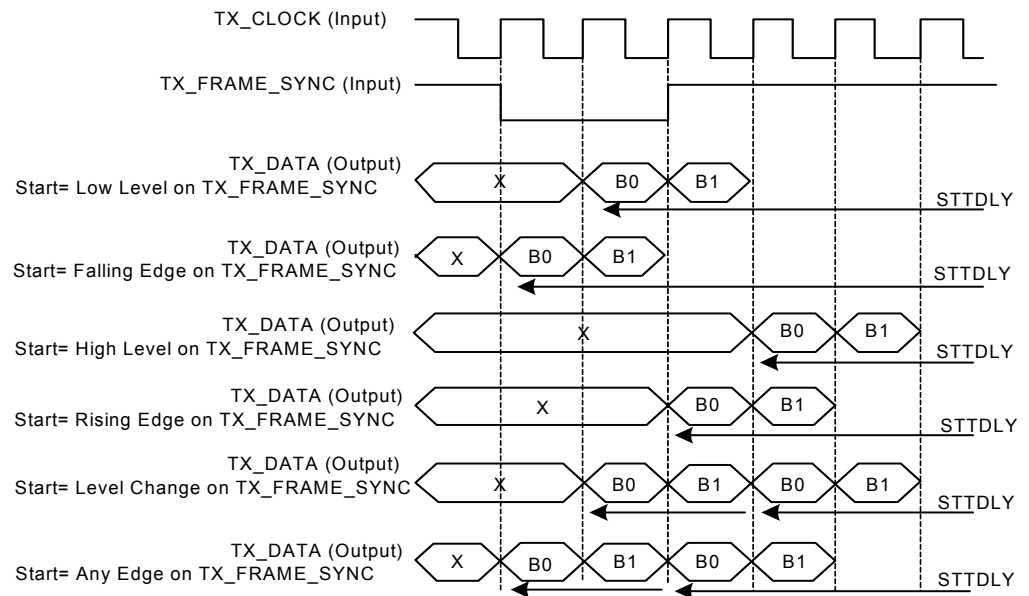 TX_CLOCK (Input)
TX_FRAME_SYNC (Input)
TX_DATA (Output)
Start= Low Level on TX_FRAME_SYNC
X B0 B1
STTDLY
TX_DATA (Output)
Start= Falling Edge on TX_FRAME_SYNC
X B0 B1
STTDLY
TX_DATA (Output)
Start= High Level on TX_FRAME_SYNC
X B0 B1
STTDLY
TX_DATA (Output)
Start= Rising Edge on TX_FRAME_SYNC
X B0 B1
STTDLY
TX_DATA (Output)
Start= Level Change on TX_FRAME_SYNC
X B0 B1 B0 B1
STTDLY
TX_DATA (Output)
Start= Any Edge on TX_FRAME_SYNC
X B0 B1 B0 B1
STTDLY